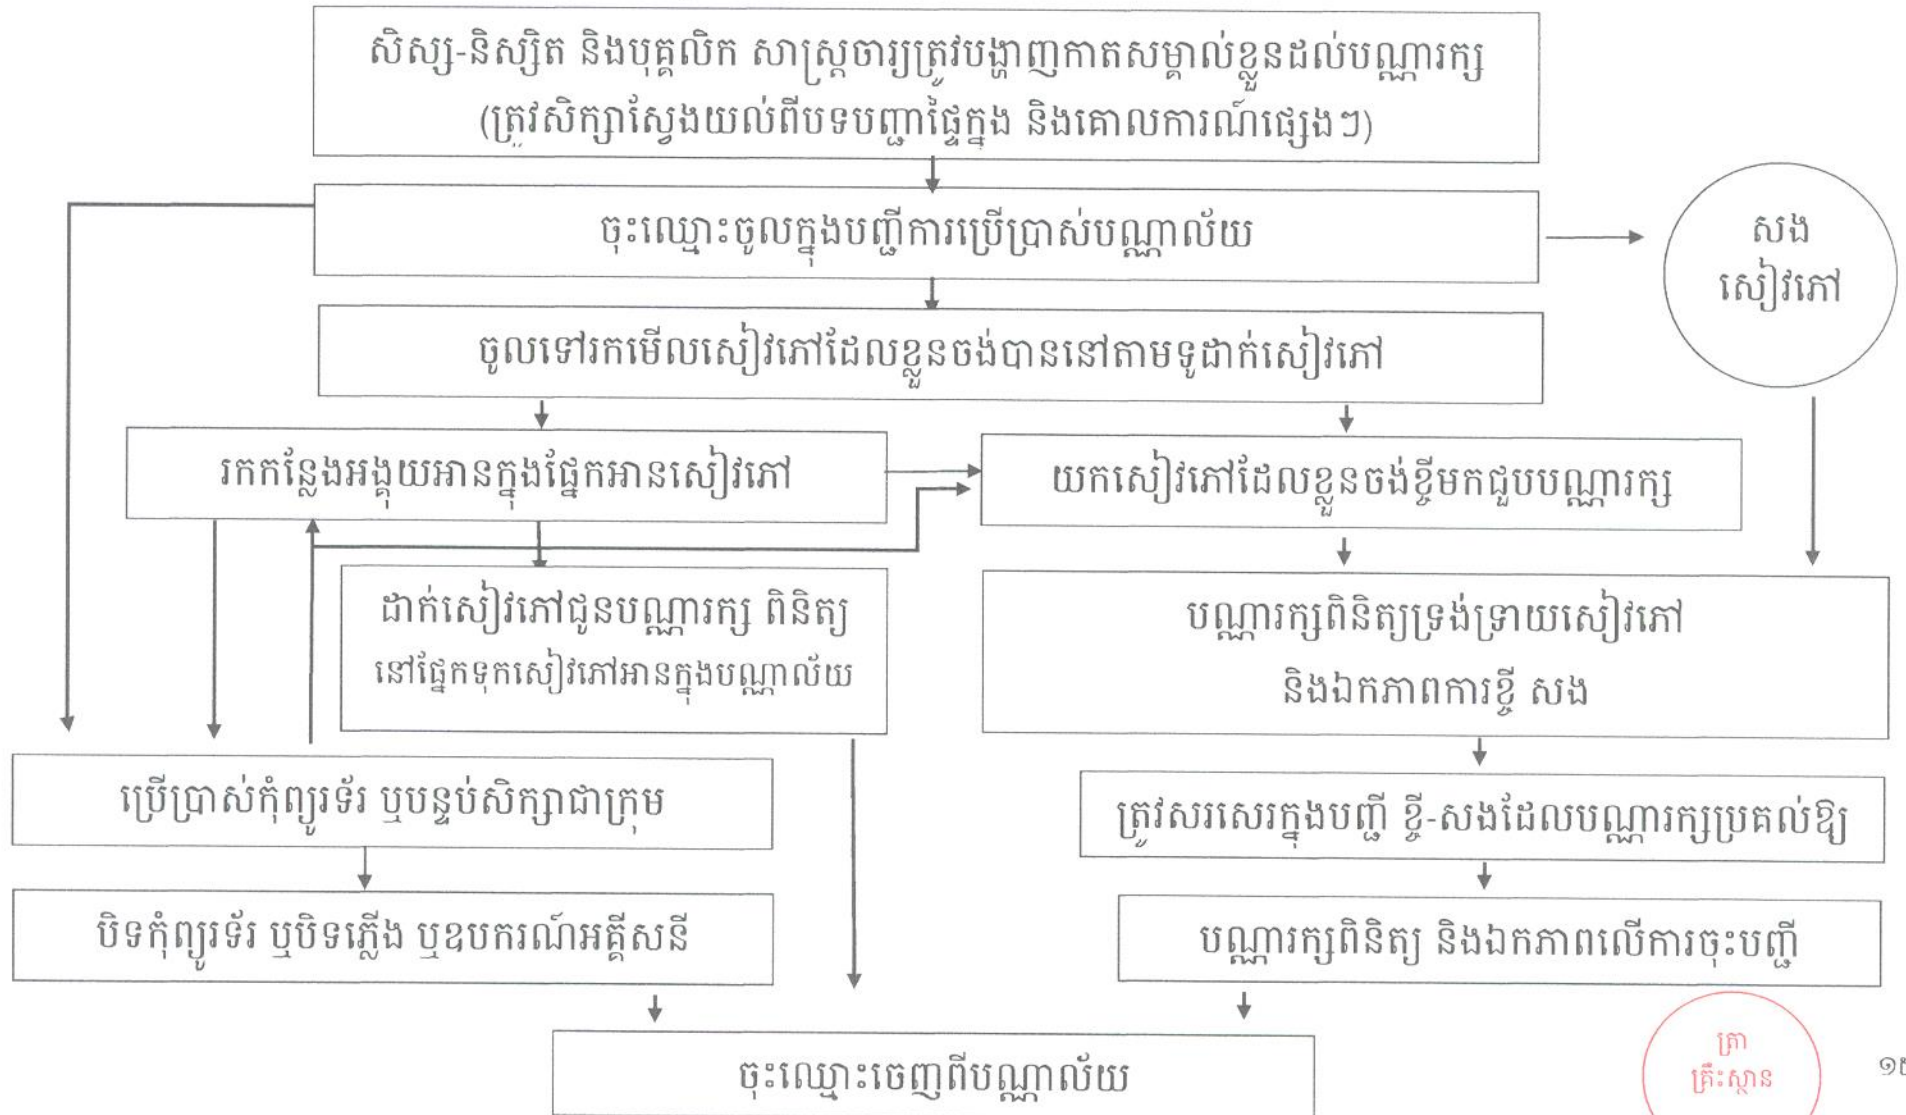 សិស្ស-និស្សិត និងបុគ្គលិក សាស្ត្រចារ្យត្រូវបង្ហាញកាតសម្គាល់ខ្លួនដល់បណ្ណារក្ស
(ត្រូវសិក្សាស្វែងយល់ពីបទបញ្ជាផ្ទៃក្នុង និងគោលការណ៍ផ្សេងៗ)
ចុះឈ្មោះចូលក្នុងបញ្ជីការប្រើប្រាស់បណ្ណាល័យ
សង
សៀវភៅ
ចូលទៅរកមើលសៀវភៅដែលខ្លួនចង់បាននៅតាមទូដាក់សៀវភៅ
រកកន្លែងអង្គុយអានក្នុងផ្នែកអានសៀវភៅ
យកសៀវភៅដែលខ្លួនចង់ខ្ចីមកជួបបណ្ណារក្ស
ដាក់សៀវភៅជូនបណ្ណារក្ស ពិនិត្យ
នៅផ្នែកទុកសៀវភៅអានក្នុងបណ្ណាល័យ
បណ្ណារក្សពិនិត្យទ្រង់ទ្រាយសៀវភៅ
និងឯកភាពការខ្ចី សង
ប្រើប្រាស់កុំព្យូទ័រ ឬបន្ទប់សិក្សាជាក្រុម
ត្រូវសរសេរក្នុងបញ្ជី ខ្ចី-សងដែលបណ្ណារក្សប្រគល់ឱ្យ
បិទកុំព្យូទ័រ ឬបិទភ្លើង ឬឧបករណ៍អគ្គីសនី
បណ្ណារក្សពិនិត្យ និងឯកភាពលើការចុះបញ្ជី
ចុះឈ្មោះចេញពីបណ្ណាល័យ
ត្រា
គ្រឹះស្ថាន